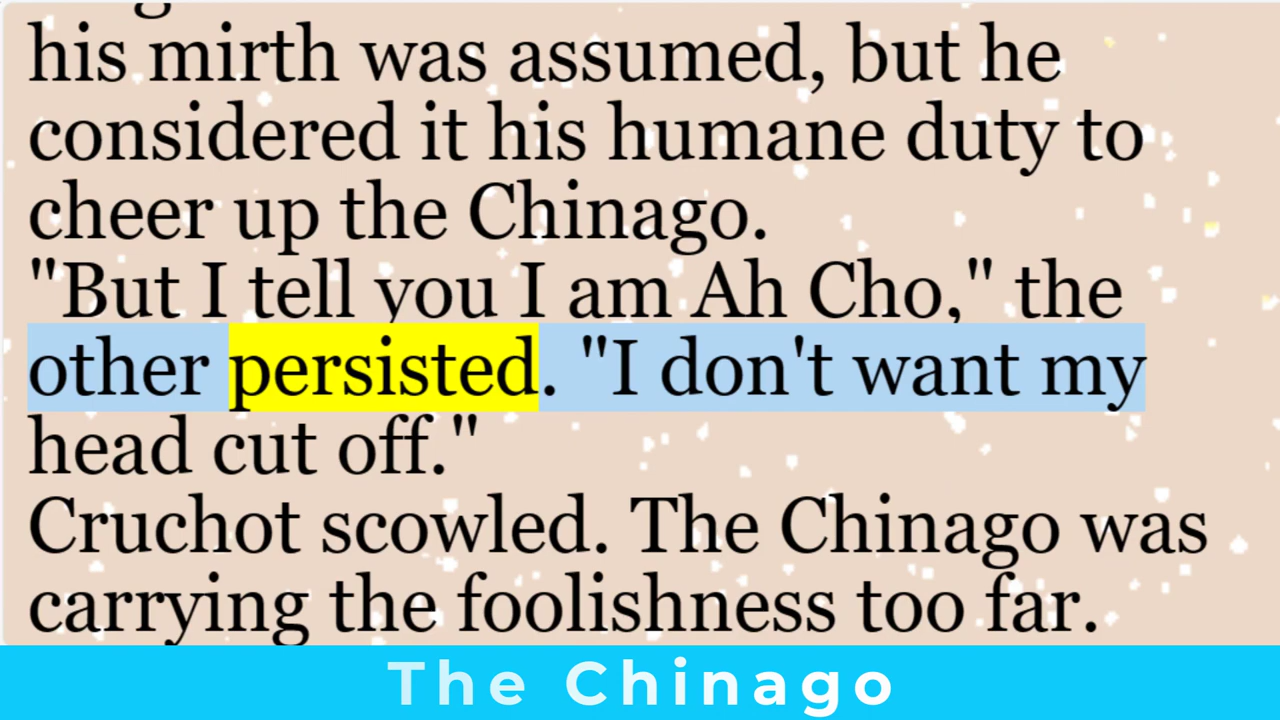 his mirth was assumed, but he
considered it his humane duty to
cheer up the Chinago.
"But I tell you I am Ah Cho," the
other persisted. "I don't want my
head cut off."
Cruchot scowled. The Chinago was
carrying the foolishness too far.
The Chinago